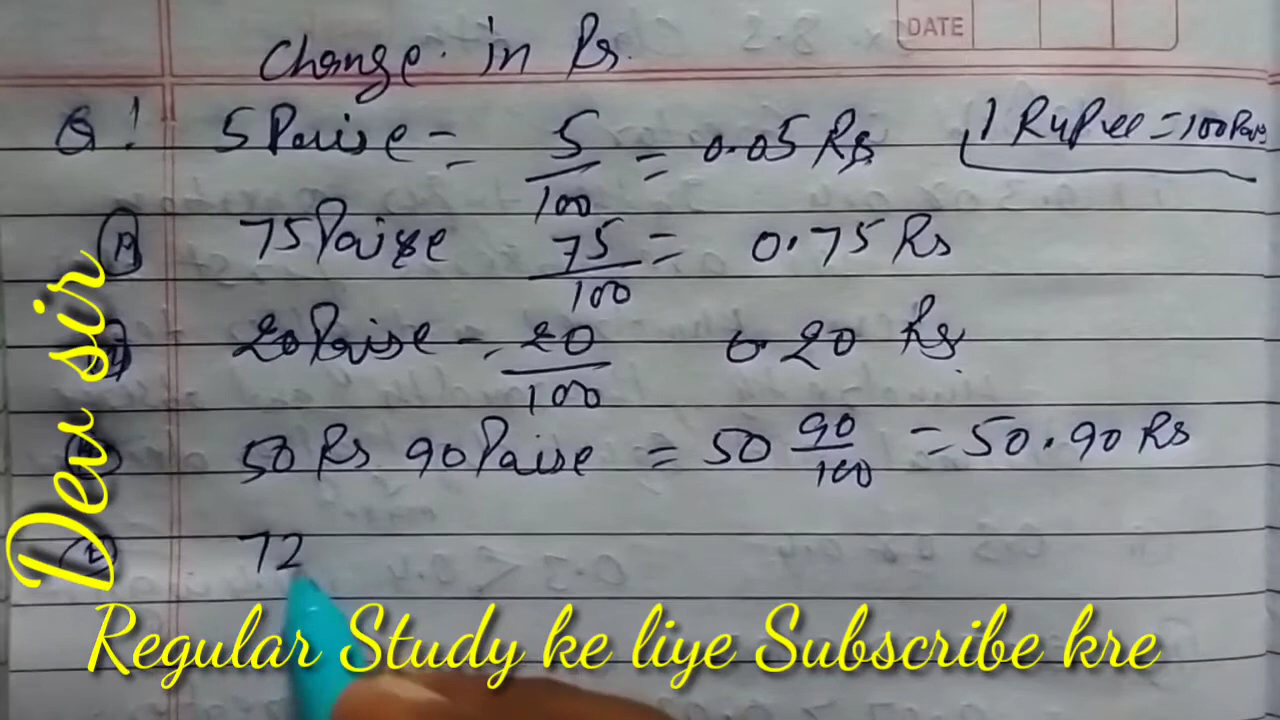 DATE
Change in Rs.
Q! 5 Paise = 5/100 = 0.05 Rs 1 Rupee = 100 Pais
(A) 75 Paise 75/100 = 0.75 Rs
20 Paise - 20/100 0.20 Rs.
50 Rs 90 Paise = 50 90/100 = 50.90 Rs
72
Dev sir
Regular Study ke liye Subscribe kre